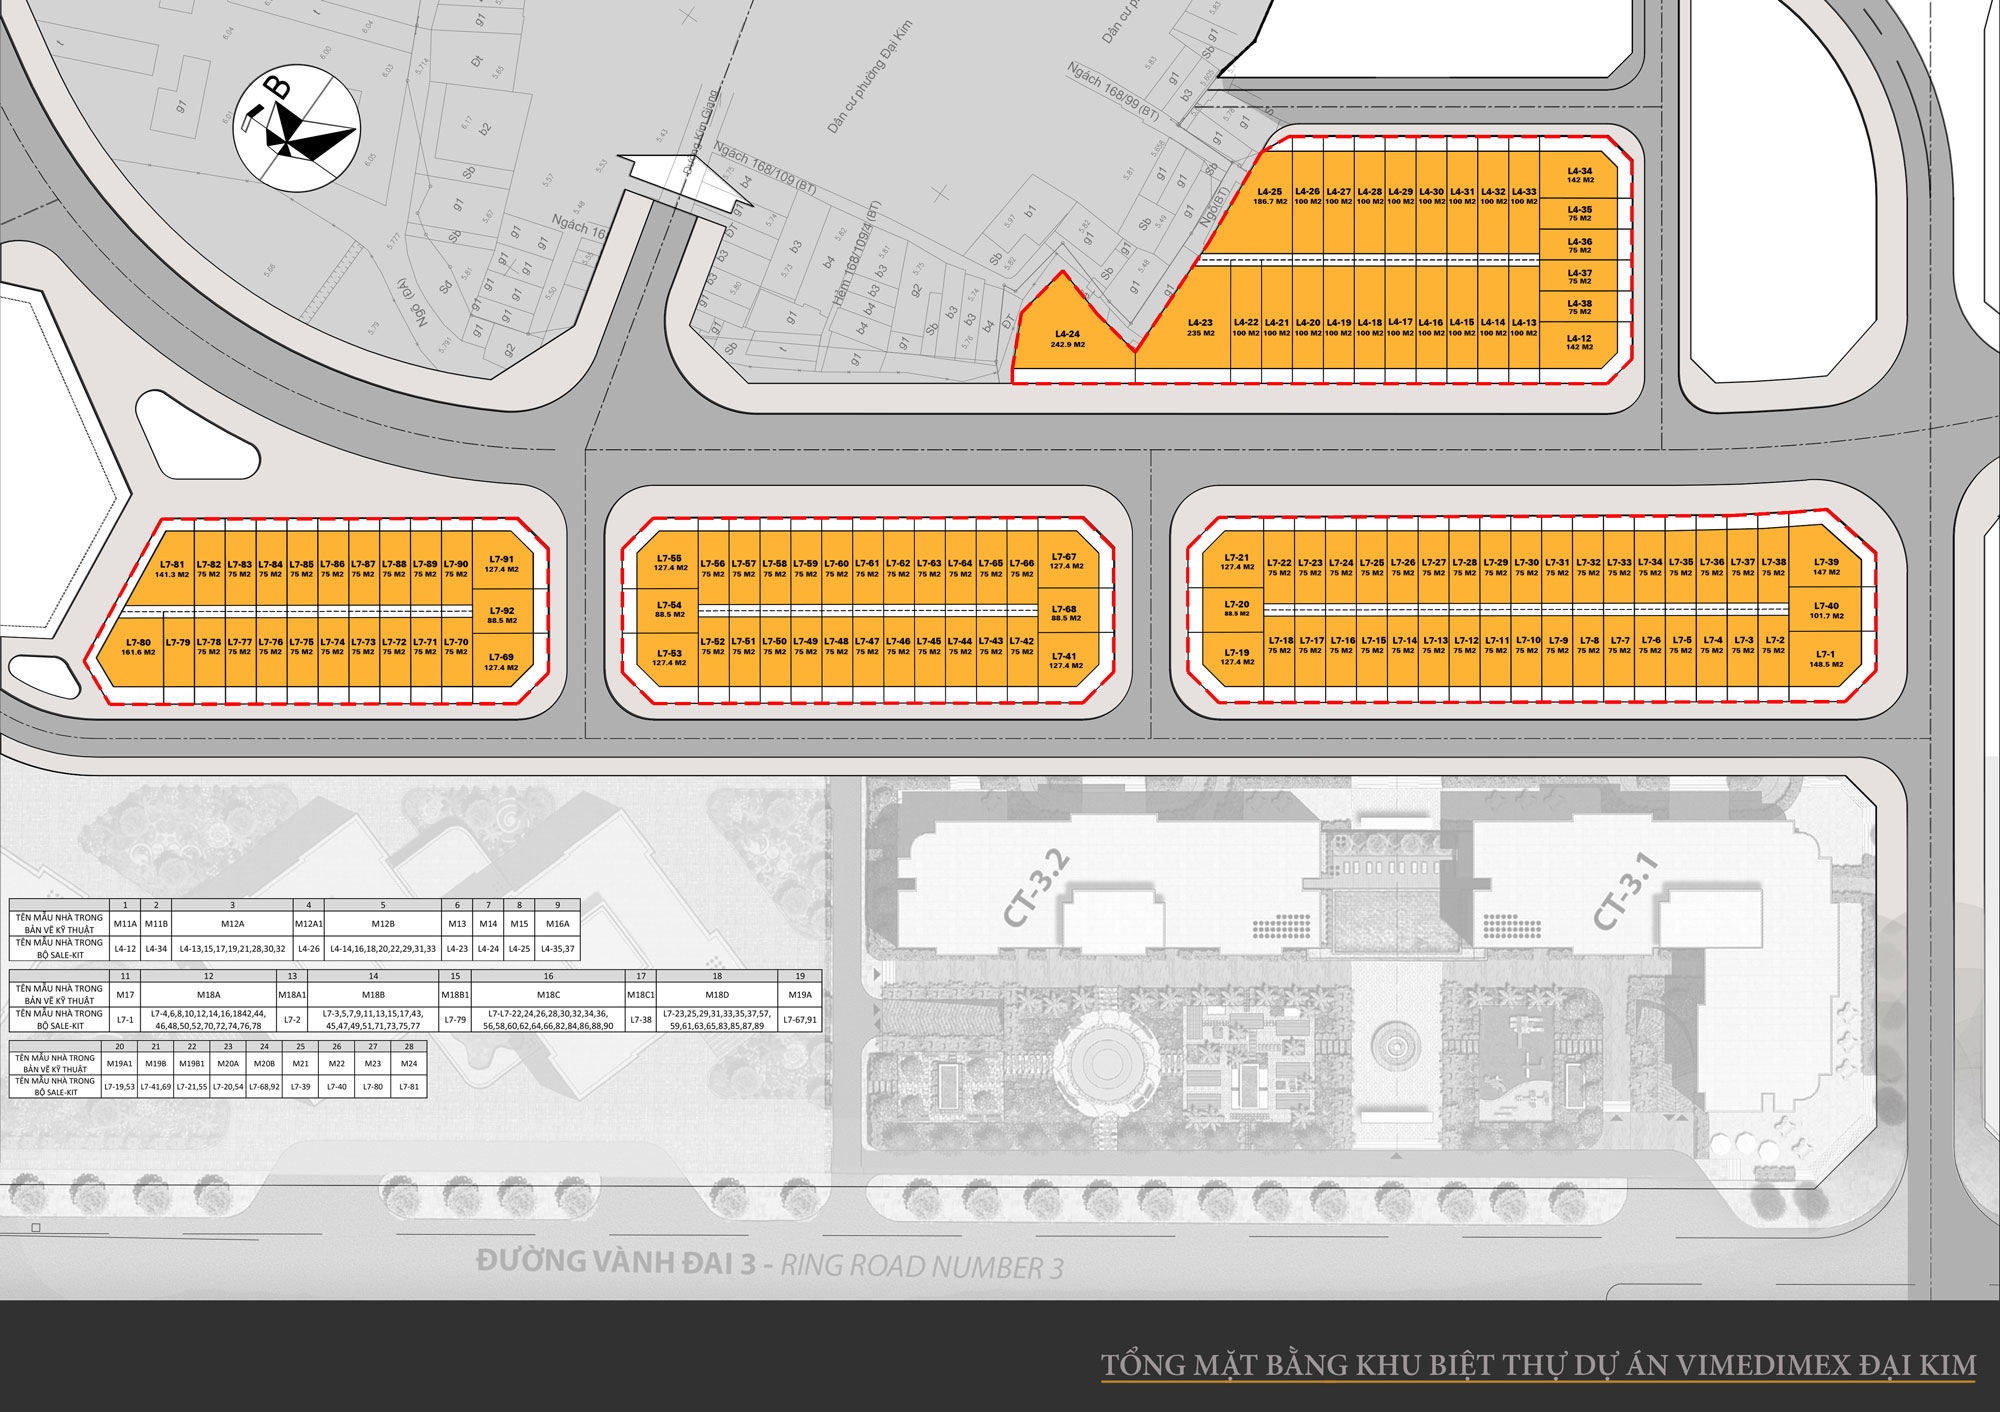 B
Đường Kim Giang
Dân cư phường Đại Kim
Ngách 168/99 (BT)
Ngách 168/109 (BT)
Hẻm 168/109/4 (BT)
Ngõ(BT)
Ngách 16
L4-25 L4-26 L4-27 L4-28 L4-29 L4-30 L4-31 L4-32 L4-33
186.7 M2 100 M2 100 M2 100 M2 100 M2 100 M2 100 M2 100 M2 100 M2
L4-34
142 M2
L4-35
75 M2
L4-36
75 M2
L4-37
75 M2
L4-38
75 M2
L4-12
142 M2
L4-24
242.9 M2
L4-23 L4-22 L4-21 L4-20 L4-19 L4-18 L4-17 L4-16 L4-15 L4-14 L4-13
235 M2 100 M2 100 M2 100 M2 100 M2 100 M2 100 M2 100 M2 100 M2 100 M2 100 M2
L7-81 L7-82 L7-83 L7-84 L7-85 L7-86 L7-87 L7-88 L7-89 L7-90
141.3 M2 75 M2 75 M2 75 M2 75 M2 75 M2 75 M2 75 M2 75 M2 75 M2
L7-91
127.4 M2
L7-92
88.5 M2
L7-69
127.4 M2
L7-80 L7-79 L7-78 L7-77 L7-76 L7-75 L7-74 L7-73 L7-72 L7-71 L7-70
161.6 M2 75 M2 75 M2 75 M2 75 M2 75 M2 75 M2 75 M2 75 M2 75 M2
L7-55
127.4 M2
L7-54
88.5 M2
L7-53
127.4 M2
L7-56 L7-57 L7-58 L7-59 L7-60 L7-61 L7-62 L7-63 L7-64 L7-65 L7-66
75 M2 75 M2 75 M2 75 M2 75 M2 75 M2 75 M2 75 M2 75 M2 75 M2 75 M2
L7-52 L7-51 L7-50 L7-49 L7-48 L7-47 L7-46 L7-45 L7-44 L7-43 L7-42
75 M2 75 M2 75 M2 75 M2 75 M2 75 M2 75 M2 75 M2 75 M2 75 M2 75 M2
L7-67
127.4 M2
L7-68
88.5 M2
L7-41
127.4 M2
L7-21
127.4 M2
L7-20
88.5 M2
L7-19
127.4 M2
L7-22 L7-23 L7-24 L7-25 L7-26 L7-27 L7-28 L7-29 L7-30 L7-31 L7-32 L7-33 L7-34 L7-35 L7-36 L7-37 L7-38
75 M2 75 M2 75 M2 75 M2 75 M2 75 M2 75 M2 75 M2 75 M2 75 M2 75 M2 75 M2 75 M2 75 M2 75 M2 75 M2 75 M2
L7-18 L7-17 L7-16 L7-15 L7-14 L7-13 L7-12 L7-11 L7-10 L7-9 L7-8 L7-7 L7-6 L7-5 L7-4 L7-3 L7-2
75 M2 75 M2 75 M2 75 M2 75 M2 75 M2 75 M2 75 M2 75 M2 75 M2 75 M2 75 M2 75 M2 75 M2 75 M2 75 M2 75 M2
L7-39
147 M2
L7-40
101.7 M2
L7-1
148.5 M2
CT-3.2
CT-3.1
1 2 3 4 5 6 7 8 9
TÊN MẪU NHÀ TRONG
BẢN VẼ KỸ THUẬT
M11A M11B M12A M12A1 M12B M13 M14 M15 M16A
TÊN MẪU NHÀ TRONG
BỘ SALE-KIT
L4-12 L4-34 L4-13,15,17,19,21,28,30,32 L4-26 L4-14,16,18,20,22,29,31,33 L4-23 L4-24 L4-25 L4-35,37
11 12 13 14 15 16 17 18 19
TÊN MẪU NHÀ TRONG
BẢN VẼ KỸ THUẬT
M17 M18A M18A1 M18B M18B1 M18C M18C1 M18D M19A
TÊN MẪU NHÀ TRONG
BỘ SALE-KIT
L7-1
L7-4,6,8,10,12,14,16,1842,44,
46,48,50,52,70,72,74,76,78
L7-2
L7-3,5,7,9,11,13,15,17,43,
45,47,49,51,71,73,75,77
L7-79
L7-L7-22,24,26,28,30,32,34,36,
56,58,60,62,64,66,82,84,86,88,90
L7-38
L7-23,25,29,31,33,35,37,57,
59,61,63,65,83,85,87,89
L7-67,91
20 21 22 23 24 25 26 27 28
TÊN MẪU NHÀ TRONG
BẢN VẼ KỸ THUẬT
M19A1 M19B M19B1 M20A M20B M21 M22 M23 M24
TÊN MẪU NHÀ TRONG
BỘ SALE-KIT
L7-19,53 L7-41,69 L7-21,55 L7-20,54 L7-68,92 L7-39 L7-40 L7-80 L7-81
ĐƯỜNG VÀNH ĐAI 3 - RING ROAD NUMBER 3
TỔNG MẶT BẰNG KHU BIỆT THỰ DỰ ÁN VIMEDIMEX ĐẠI KIM